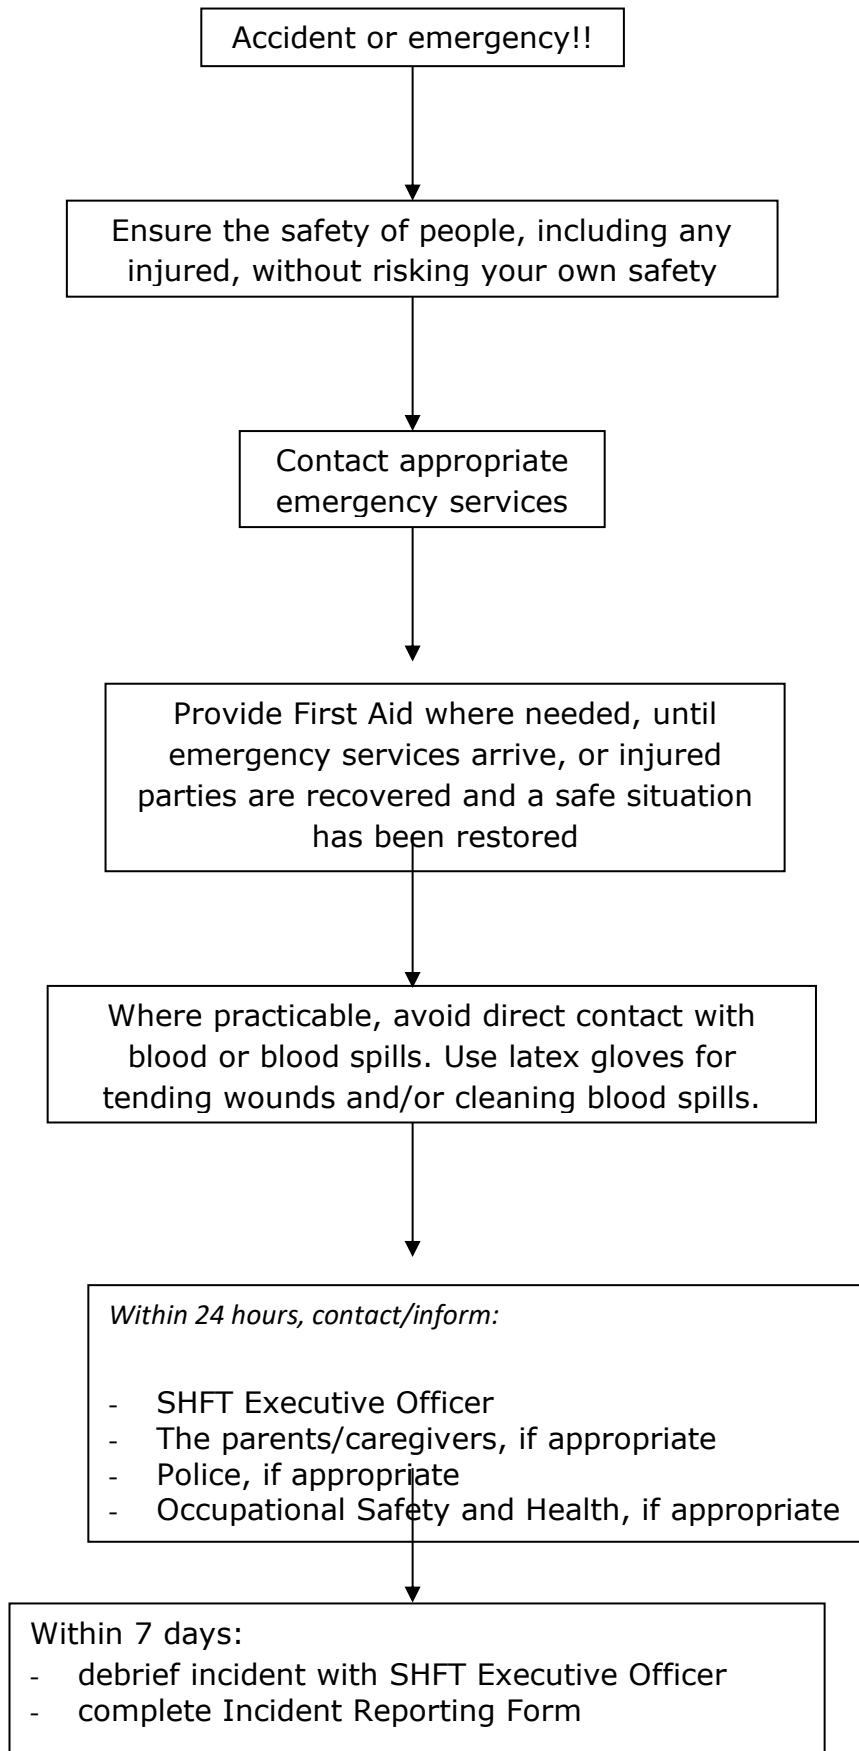 Accident or emergency!!
Ensure the safety of people, including any
injured, without risking your own safety
Contact appropriate
emergency services
Provide First Aid where needed, until
emergency services arrive, or injured
parties are recovered and a safe situation
has been restored
Where practicable, avoid direct contact with
blood or blood spills. Use latex gloves for
tending wounds and/or cleaning blood spills.
Within 24 hours, contact/inform:
- SHFT Executive Officer
- The parents/caregivers, if appropriate
- Police, if appropriate
- Occupational Safety and Health, if appropriate
Within 7 days:
- debrief incident with SHFT Executive Officer
- complete Incident Reporting Form